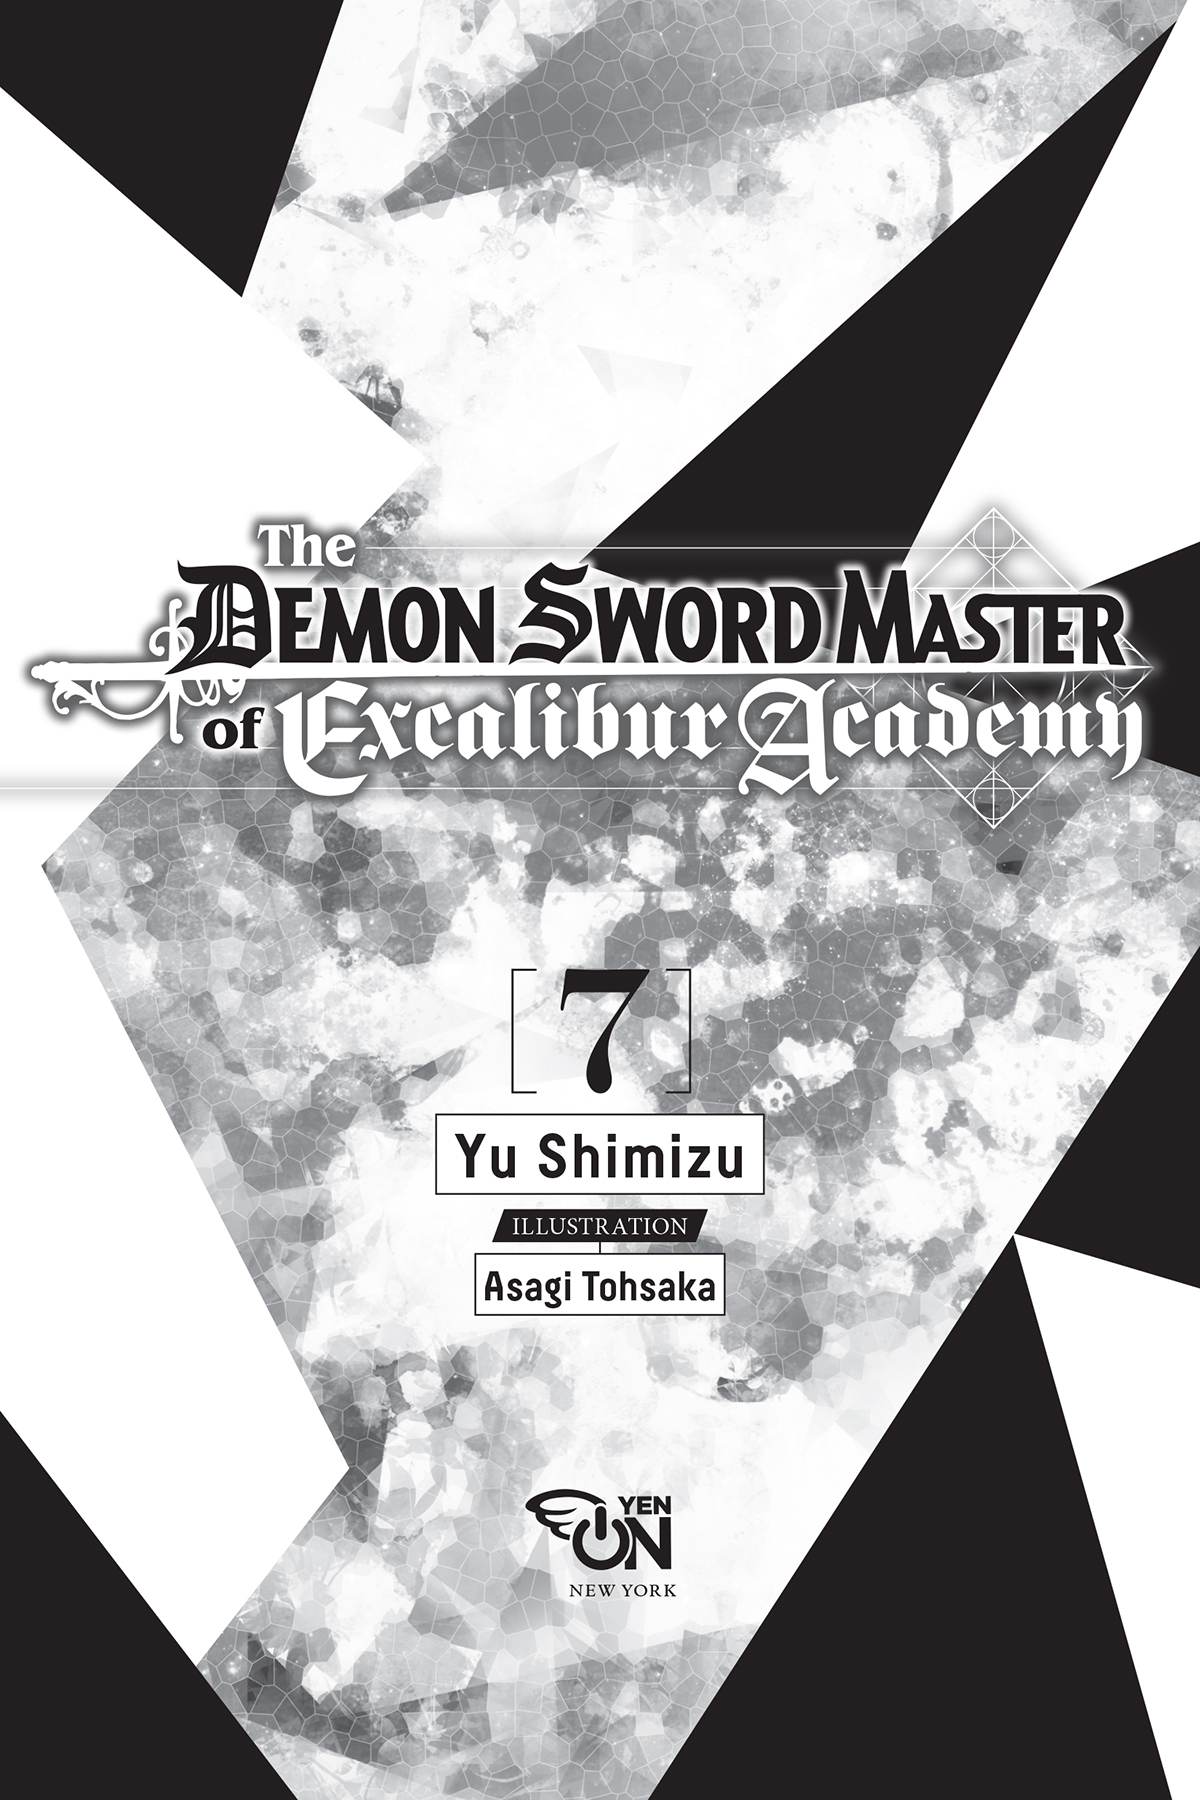 The
DEMON SWORD MASTER
of Excalibur Academy
[7]
Yu Shimizu
ILLUSTRATION
Asagi Tohsaka
YEN
ON
NEW YORK